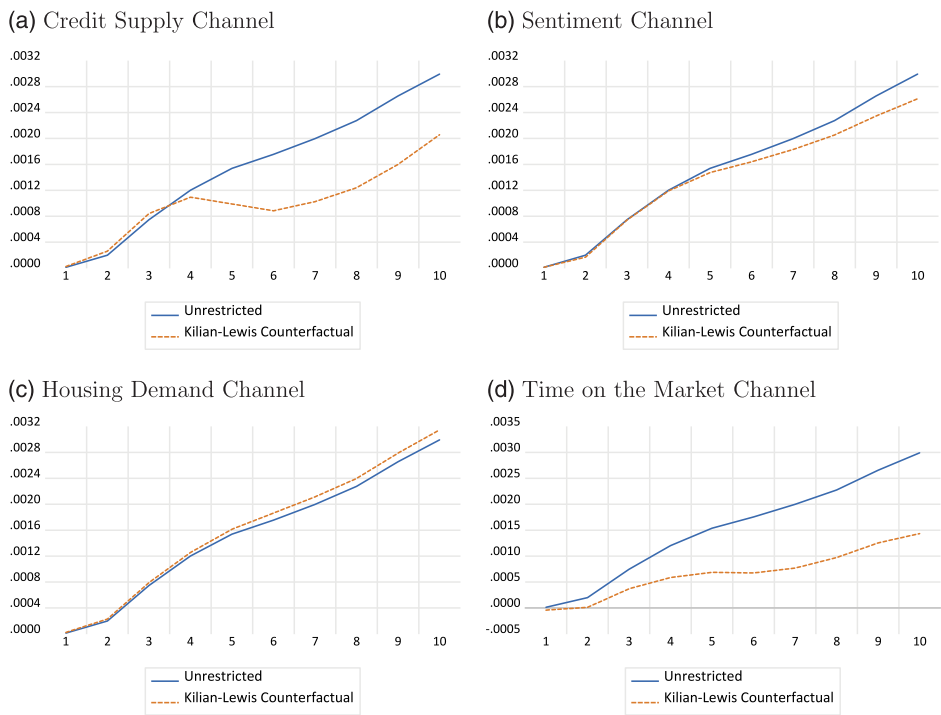 (a) Credit Supply Channel
.0032
.0028
.0024
.0020
.0016
.0012
.0008
.0004
.0000
1 2 3 4 5 6 7 8 9 10
Unrestricted
Kilian-Lewis Counterfactual
(b) Sentiment Channel
.0032
.0028
.0024
.0020
.0016
.0012
.0008
.0004
.0000
1 2 3 4 5 6 7 8 9 10
Unrestricted
Kilian-Lewis Counterfactual
(c) Housing Demand Channel
.0032
.0028
.0024
.0020
.0016
.0012
.0008
.0004
.0000
1 2 3 4 5 6 7 8 9 10
Unrestricted
Kilian-Lewis Counterfactual
(d) Time on the Market Channel
.0035
.0030
.0025
.0020
.0015
.0010
.0005
.0000
-.0005
1 2 3 4 5 6 7 8 9 10
Unrestricted
Kilian-Lewis Counterfactual